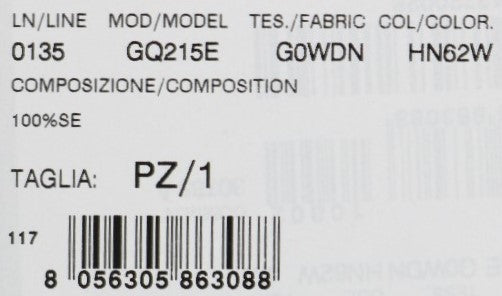 LN/LINE MOD/MODEL TES./FABRIC COL/COLOR.
0135 GQ215E G0WDN HN62W
COMPOSIZIONE/COMPOSITION
100%SE
TAGLIA: PZ/1
117
8 056305 863088